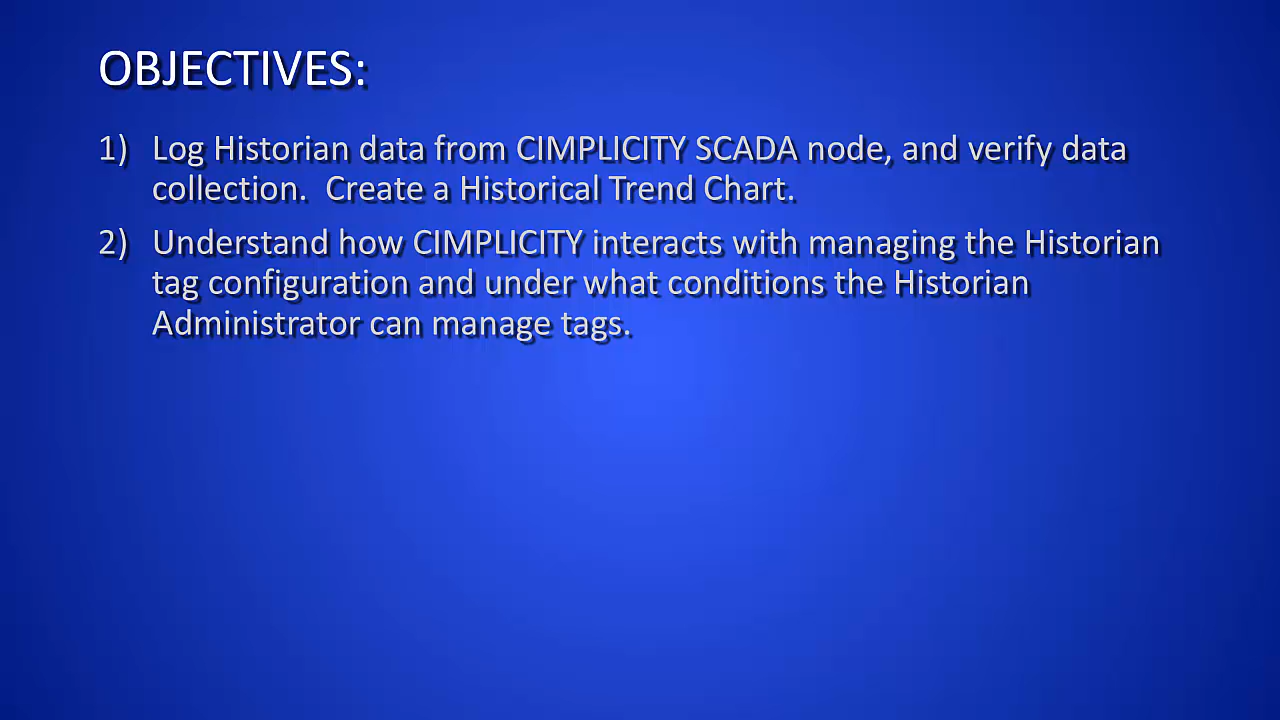 OBJECTIVES:
1) Log Historian data from CIMPLICITY SCADA node, and verify data
collection.  Create a Historical Trend Chart.
2) Understand how CIMPLICITY interacts with managing the Historian
tag configuration and under what conditions the Historian
Administrator can manage tags.